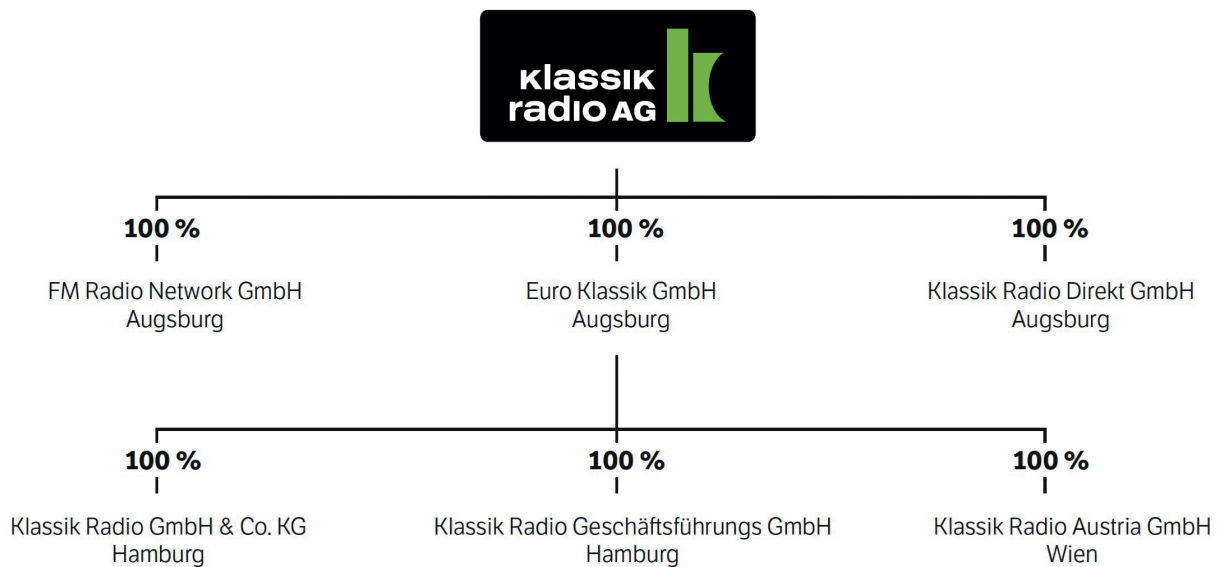 Klassik
radio AG
100 %
100 %
100 %
FM Radio Network GmbH
Augsburg
Euro Klassik GmbH
Augsburg
Klassik Radio Direkt GmbH
Augsburg
100 %
100 %
100 %
Klassik Radio GmbH & Co. KG
Hamburg
Klassik Radio Geschäftsführungs GmbH
Hamburg
Klassik Radio Austria GmbH
Wien